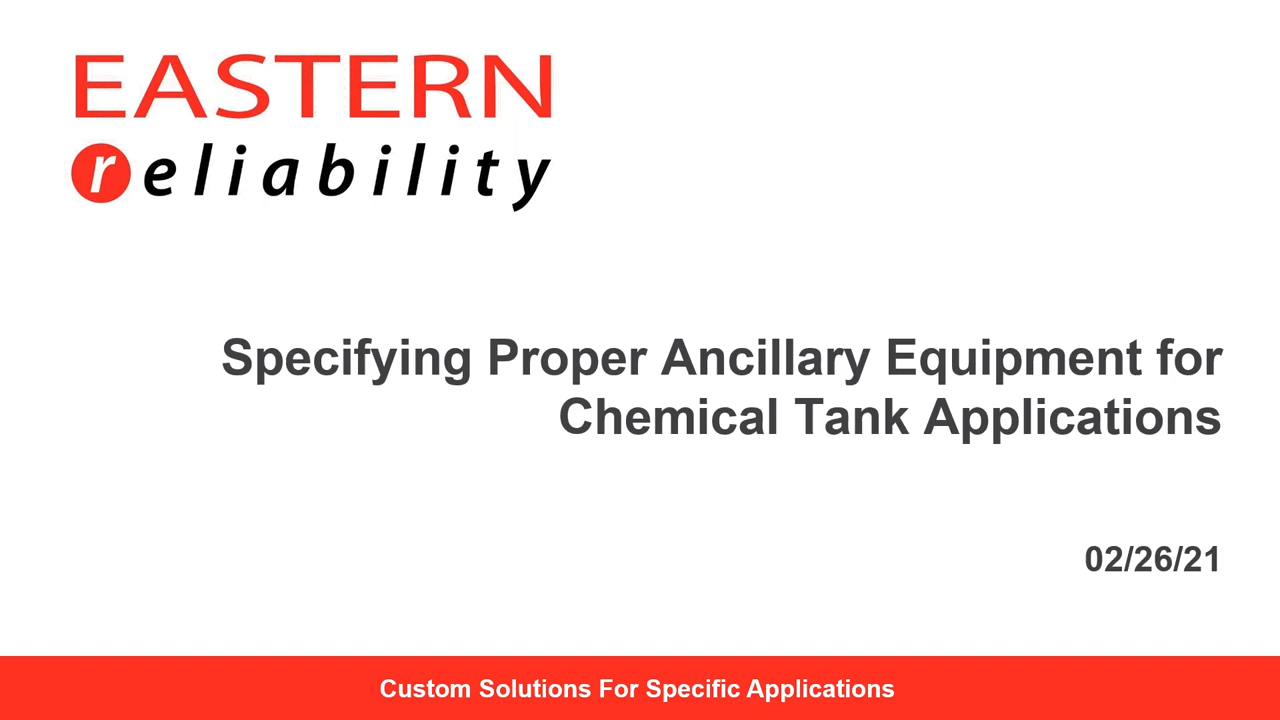 EASTERN
reliability
Specifying Proper Ancillary Equipment for
Chemical Tank Applications
02/26/21
Custom Solutions For Specific Applications